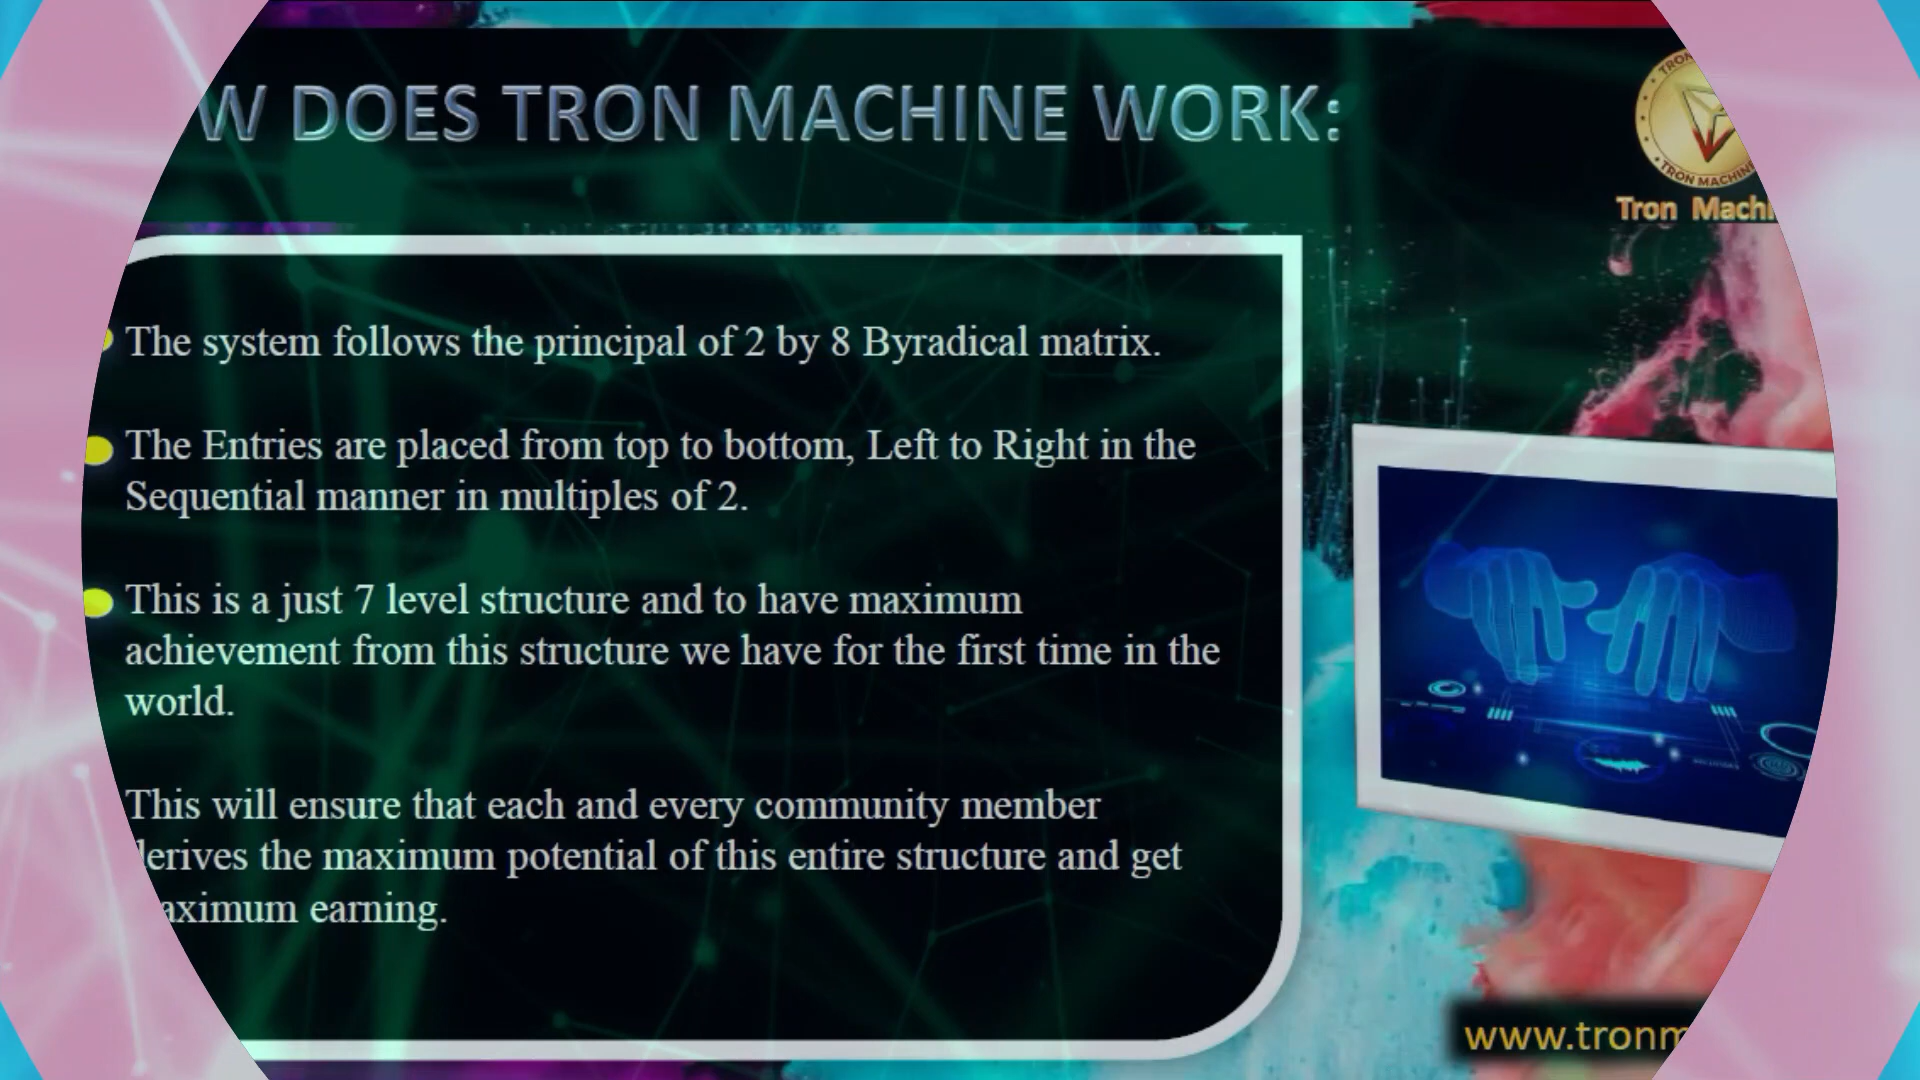 W DOES TRON MACHINE WORK:
TRON
TRON MACHINE
Tron Machi
The system follows the principal of 2 by 8 Byradical matrix.
The Entries are placed from top to bottom, Left to Right in the
Sequential manner in multiples of 2.
This is a just 7 level structure and to have maximum
achievement from this structure we have for the first time in the
world.
This will ensure that each and every community member
derives the maximum potential of this entire structure and get
aximum earning.
www.tronm